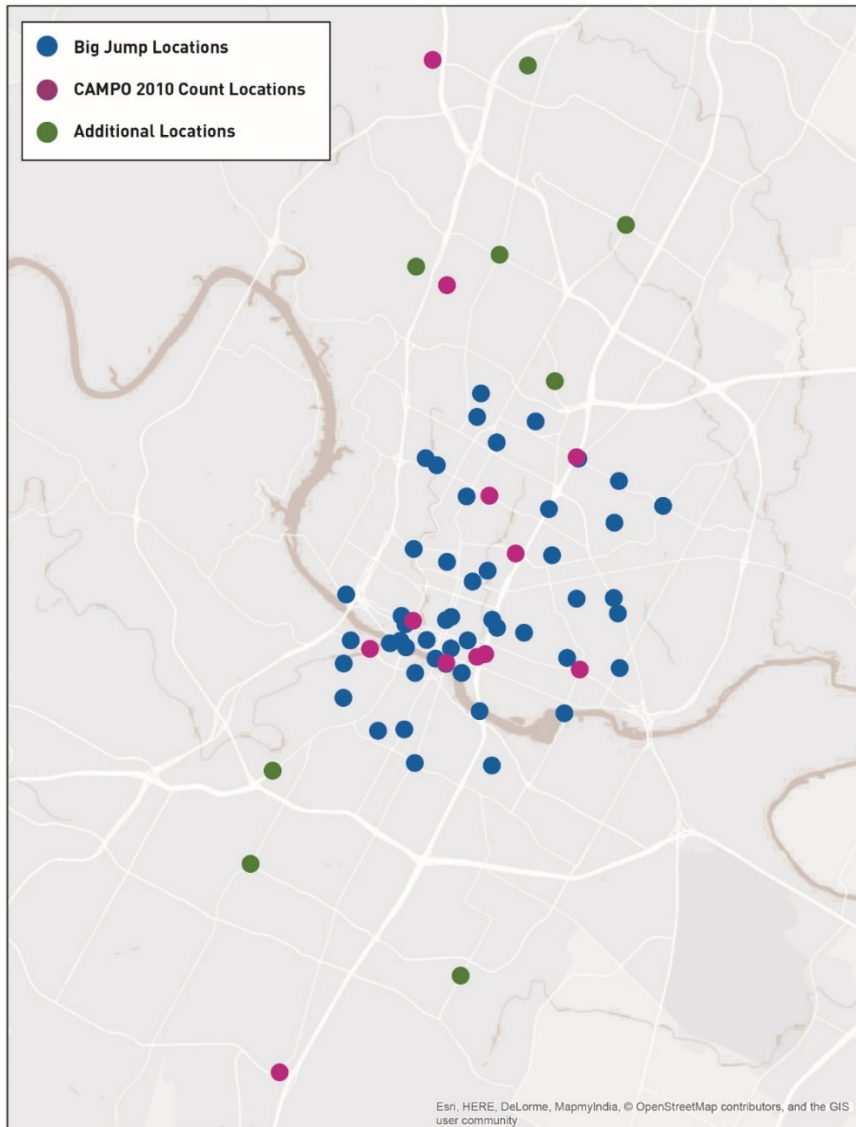 Big Jump Locations
CAMPO 2010 Count Locations
Additional Locations
Esri, HERE, DeLorme, MapmyIndia, © OpenStreetMap contributors, and the GIS
user community